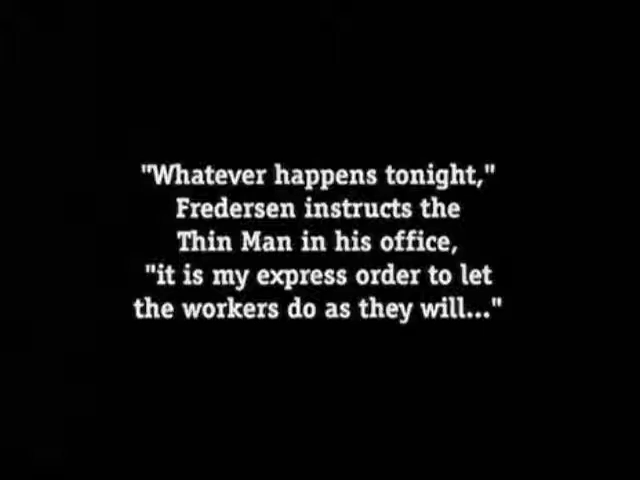 "Whatever happens tonight,"
Fredersen instructs the
Thin Man in his office,
"it is my express order to let
the workers do as they will..."